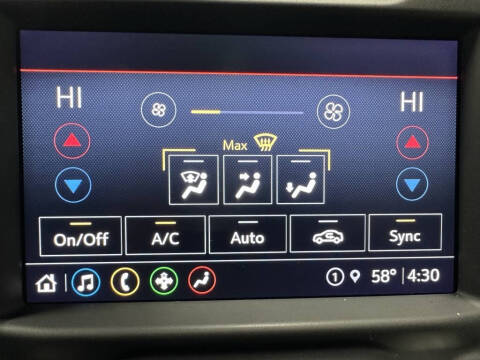 HI HI
Max
On/Off A/C Auto Sync
1 58° 4:30